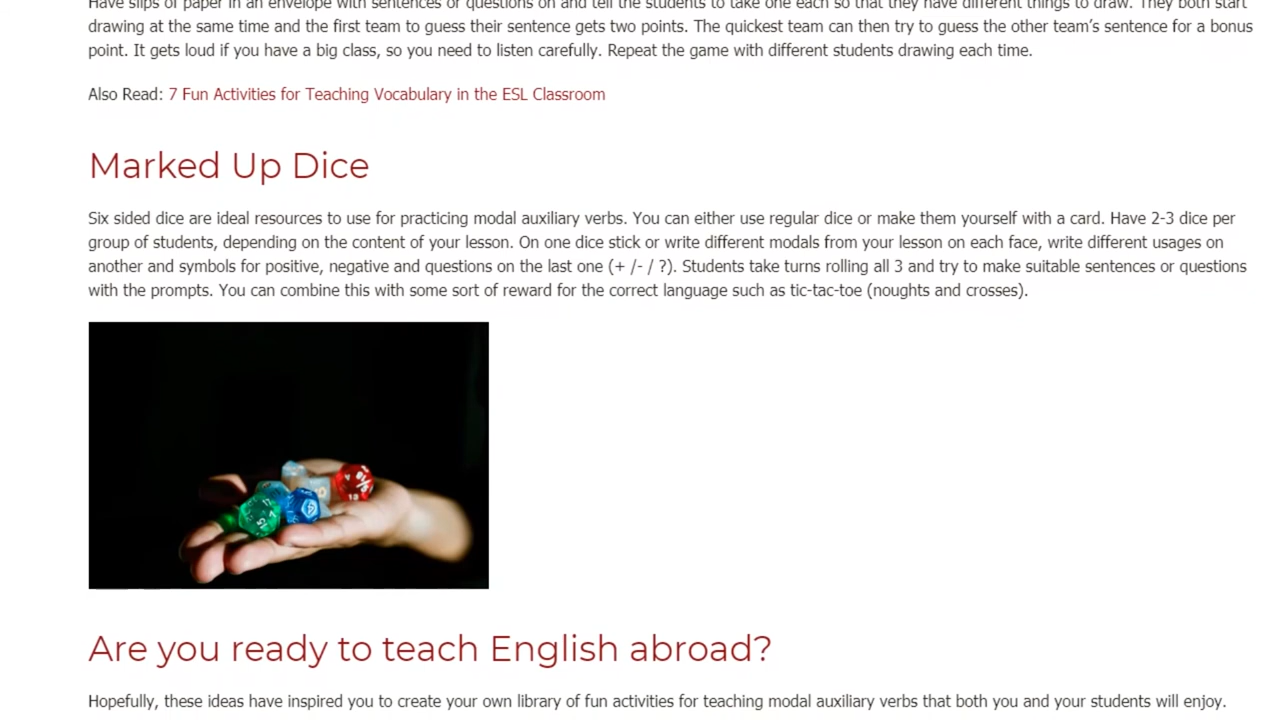 Have slips of paper in an envelope with sentences or questions on and tell the students to take one each so that they have different things to draw. They both start
drawing at the same time and the first team to guess their sentence gets two points. The quickest team can then try to guess the other team's sentence for a bonus
point. It gets loud if you have a big class, so you need to listen carefully. Repeat the game with different students drawing each time.
Also Read: 7 Fun Activities for Teaching Vocabulary in the ESL Classroom
Marked Up Dice
Six sided dice are ideal resources to use for practicing modal auxiliary verbs. You can either use regular dice or make them yourself with a card. Have 2-3 dice per
group of students, depending on the content of your lesson. On one dice stick or write different modals from your lesson on each face, write different usages on
another and symbols for positive, negative and questions on the last one (+ /- / ?). Students take turns rolling all 3 and try to make suitable sentences or questions
with the prompts. You can combine this with some sort of reward for the correct language such as tic-tac-toe (noughts and crosses).
Are you ready to teach English abroad?
Hopefully, these ideas have inspired you to create your own library of fun activities for teaching modal auxiliary verbs that both you and your students will enjoy.